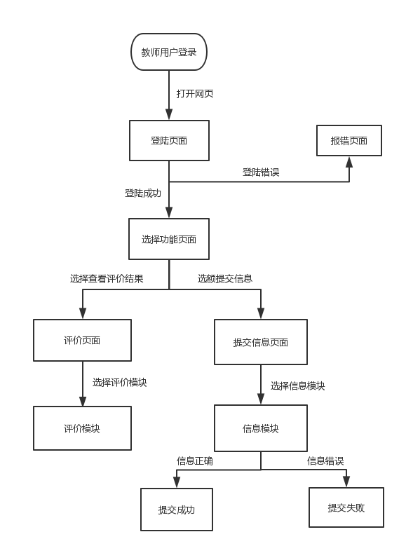 教师用户登录
打开网页
登陆页面
报错页面
登陆错误
登陆成功
选择功能页面
选择查看评价结果
选额提交信息
评价页面
提交信息页面
选择评价模块
选择信息模块
评价模块
信息模块
信息正确
信息错误
提交成功
提交失败